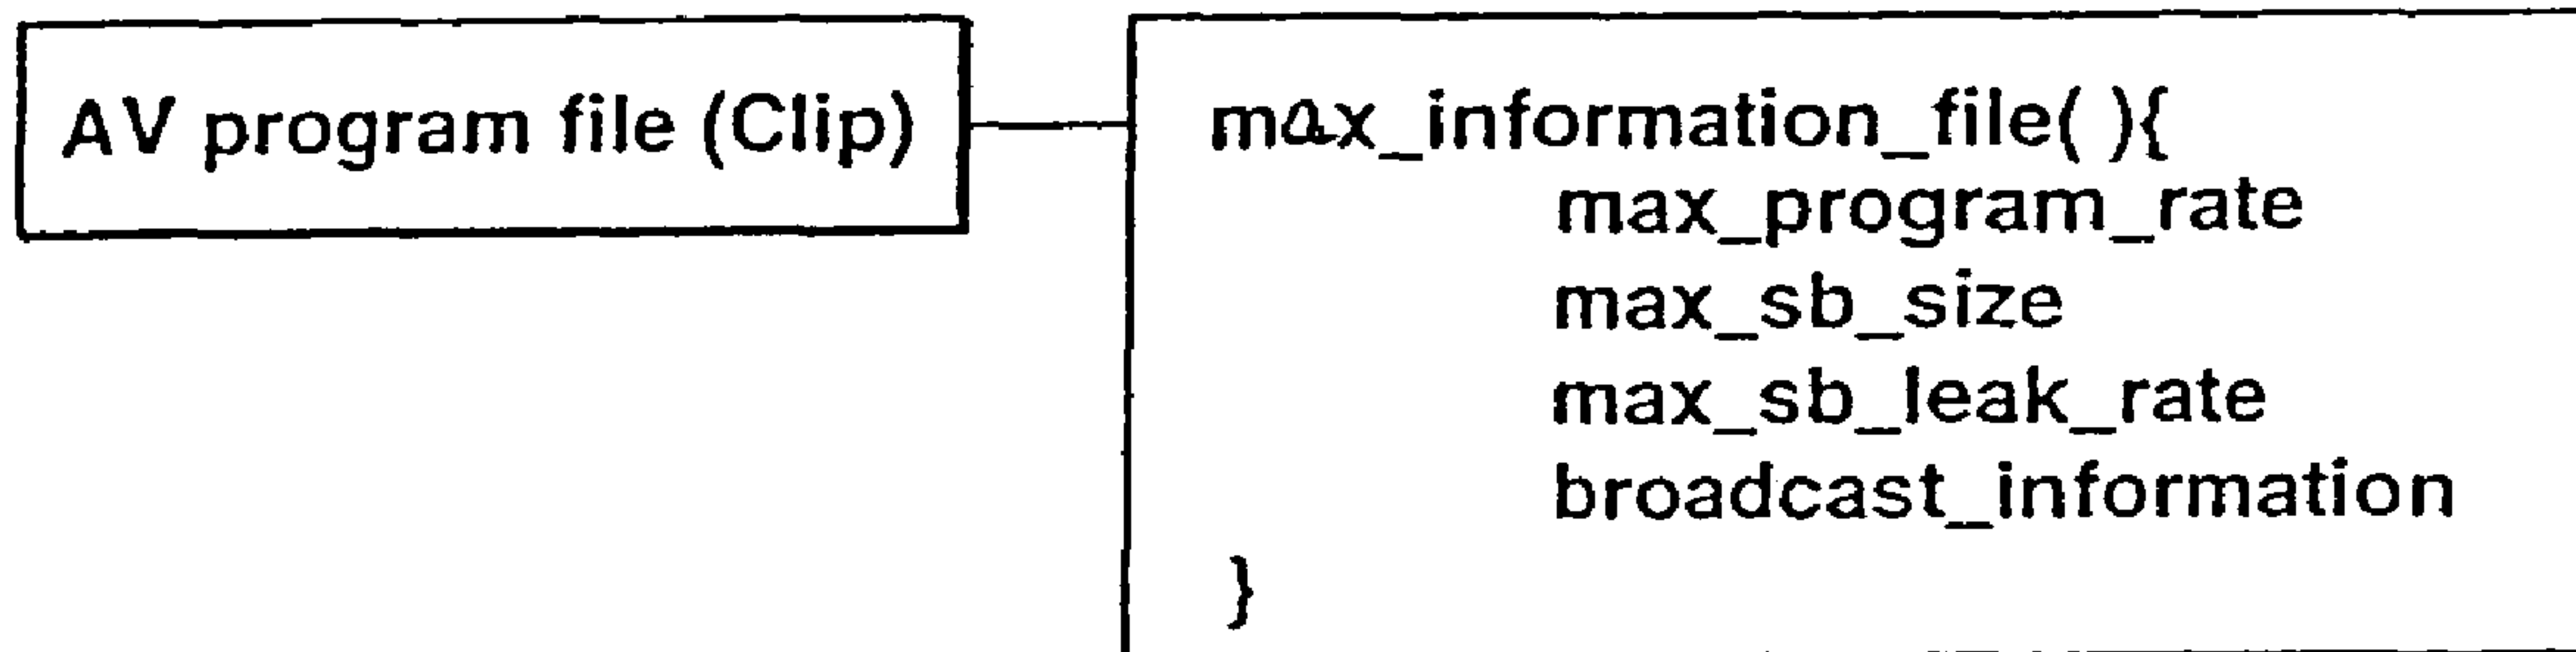 AV program file (Clip)
max_information_file( ){
max_program_rate
max_sb_size
max_sb_leak_rate
broadcast_information
}